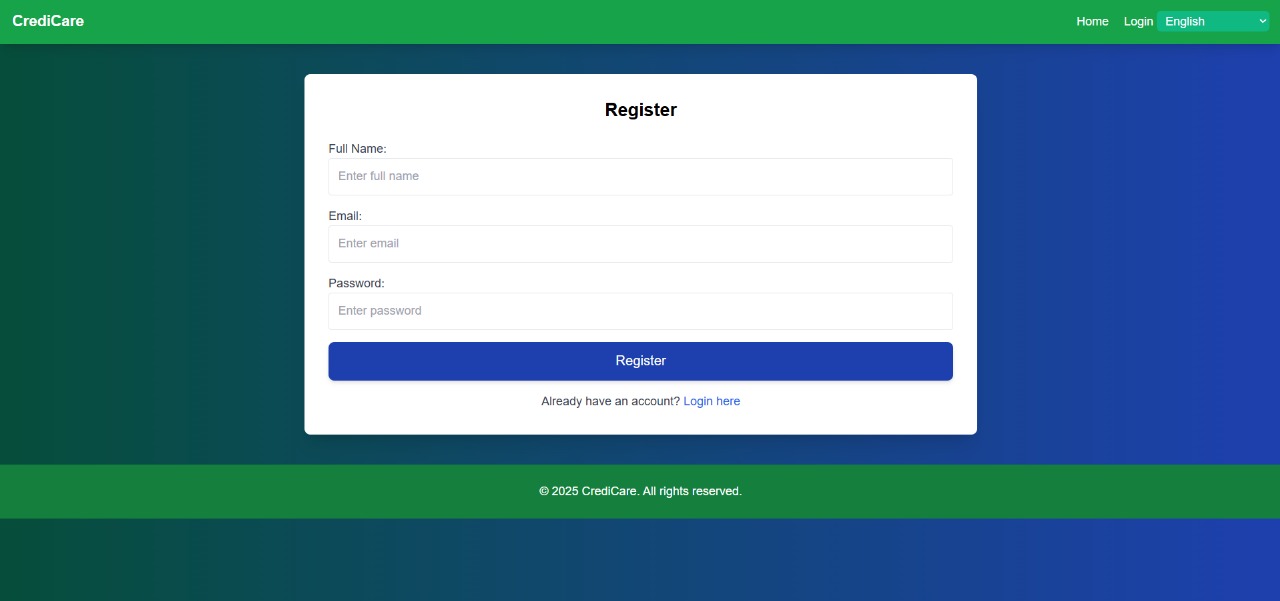 CrediCare
Home Login English
Register
Full Name:
Enter full name
Email:
Enter email
Password:
Enter password
Register
Already have an account? Login here
© 2025 CrediCare. All rights reserved.